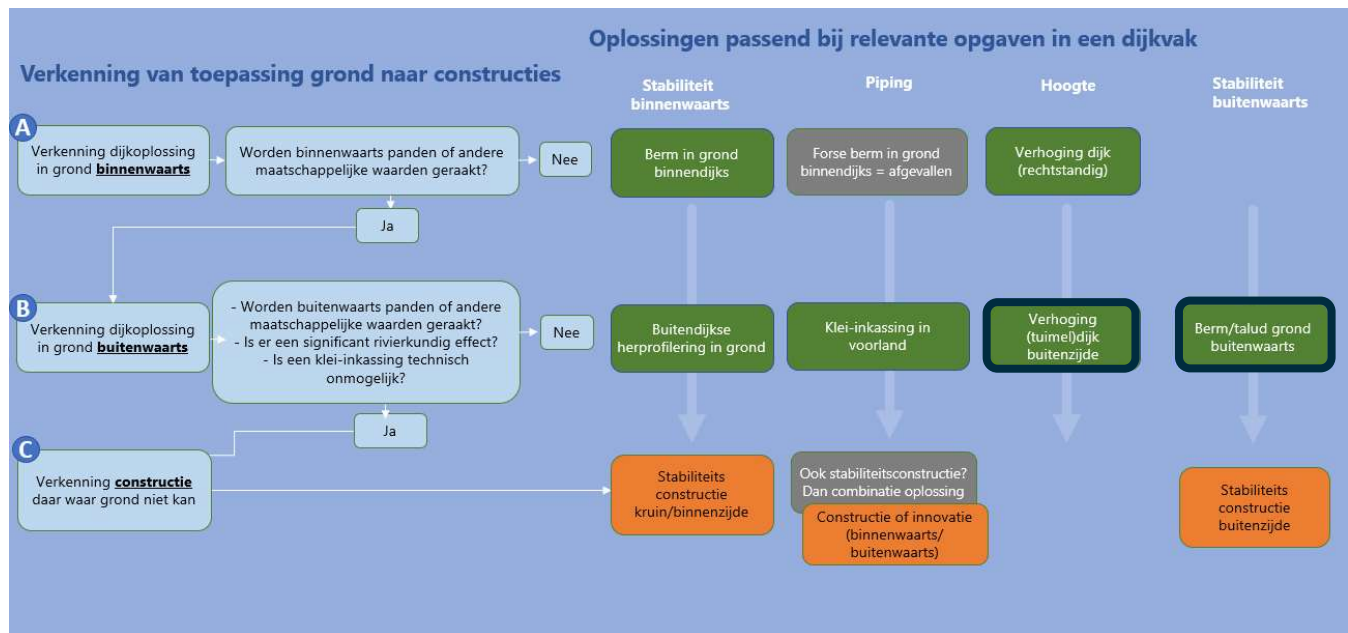 Oplossingen passend bij relevante opgaven in een dijkvak
Verkenning van toepassing grond naar constructies
Stabiliteit
binnenwaarts
Piping
Hoogte
Stabiliteit
buitenwaarts
A
Verkenning dijkoplossing
in grond binnenwaarts
Worden binnenwaarts panden of andere
maatschappelijke waarden geraakt?
Nee
Berm in grond
binnendijks
Forse berm in grond
binnendijks = afgevallen
Verhoging dijk
(rechtstandig)
Ja
B
Verkenning dijkoplossing
in grond buitenwaarts
- Worden buitenwaarts panden of andere
maatschappelijke waarden geraakt?
- Is er een significant rivierkundig effect?
- Is een klei-inkassing technisch
onmogelijk?
Nee
Buitendijkse
herprofilering in grond
Klei-inkassing in
voorland
Verhoging
(tuimel)dijk
buitenzijde
Berm/talud grond
buitenwaarts
Ja
C
Verkenning constructie
daar waar grond niet kan
Stabiliteits
constructie
kruin/binnenzijde
Ook stabiliteitsconstructie?
Dan combinatie oplossing
Constructie of innovatie
(binnenwaarts/
buitenwaarts)
Stabiliteits
constructie
buitenzijde